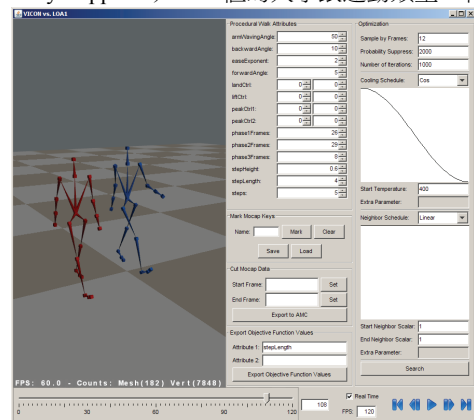 VICON vs. LOA1
Procedural Walk Attributes
armWavingAngle: 50
backwardAngle: 10
easeExponent: 2
forwardAngle: 5
landCtrl: 0 0
liftCtrl: 0 0
peakCtrl1: 0 0
peakCtrl2: 0 0
phase1Frames: 26
phase2Frames: 29
phase3Frames: 8
stepHeight: 0.6
stepLength: 4
steps: 5
Mark Mocap Keys
Name: Mark Clear
Save Load
Cut Mocap Data
Start Frame: Set
End Frame: Set
Export to AMC
Export Objective Function Values
Attribute 1: stepLength
Attribute 2
Export Objective Function Values
Optimization
Sample by Frames: 12
Probability Suppress: 2000
Number of Iterations: 1000
Cooling Schedule: Cos
Start Temperature: 400
Extra Parameter:
Neighbor Schedule: Linear
Start Neighbor Scalar: 1
End Neighbor Scalar: 1
Extra Parameter:
Search
FPS: 60.0 - Counts: Mesh(182) Vert(7848)
0 30 60 90 120
108
Real Time
FPS: 120